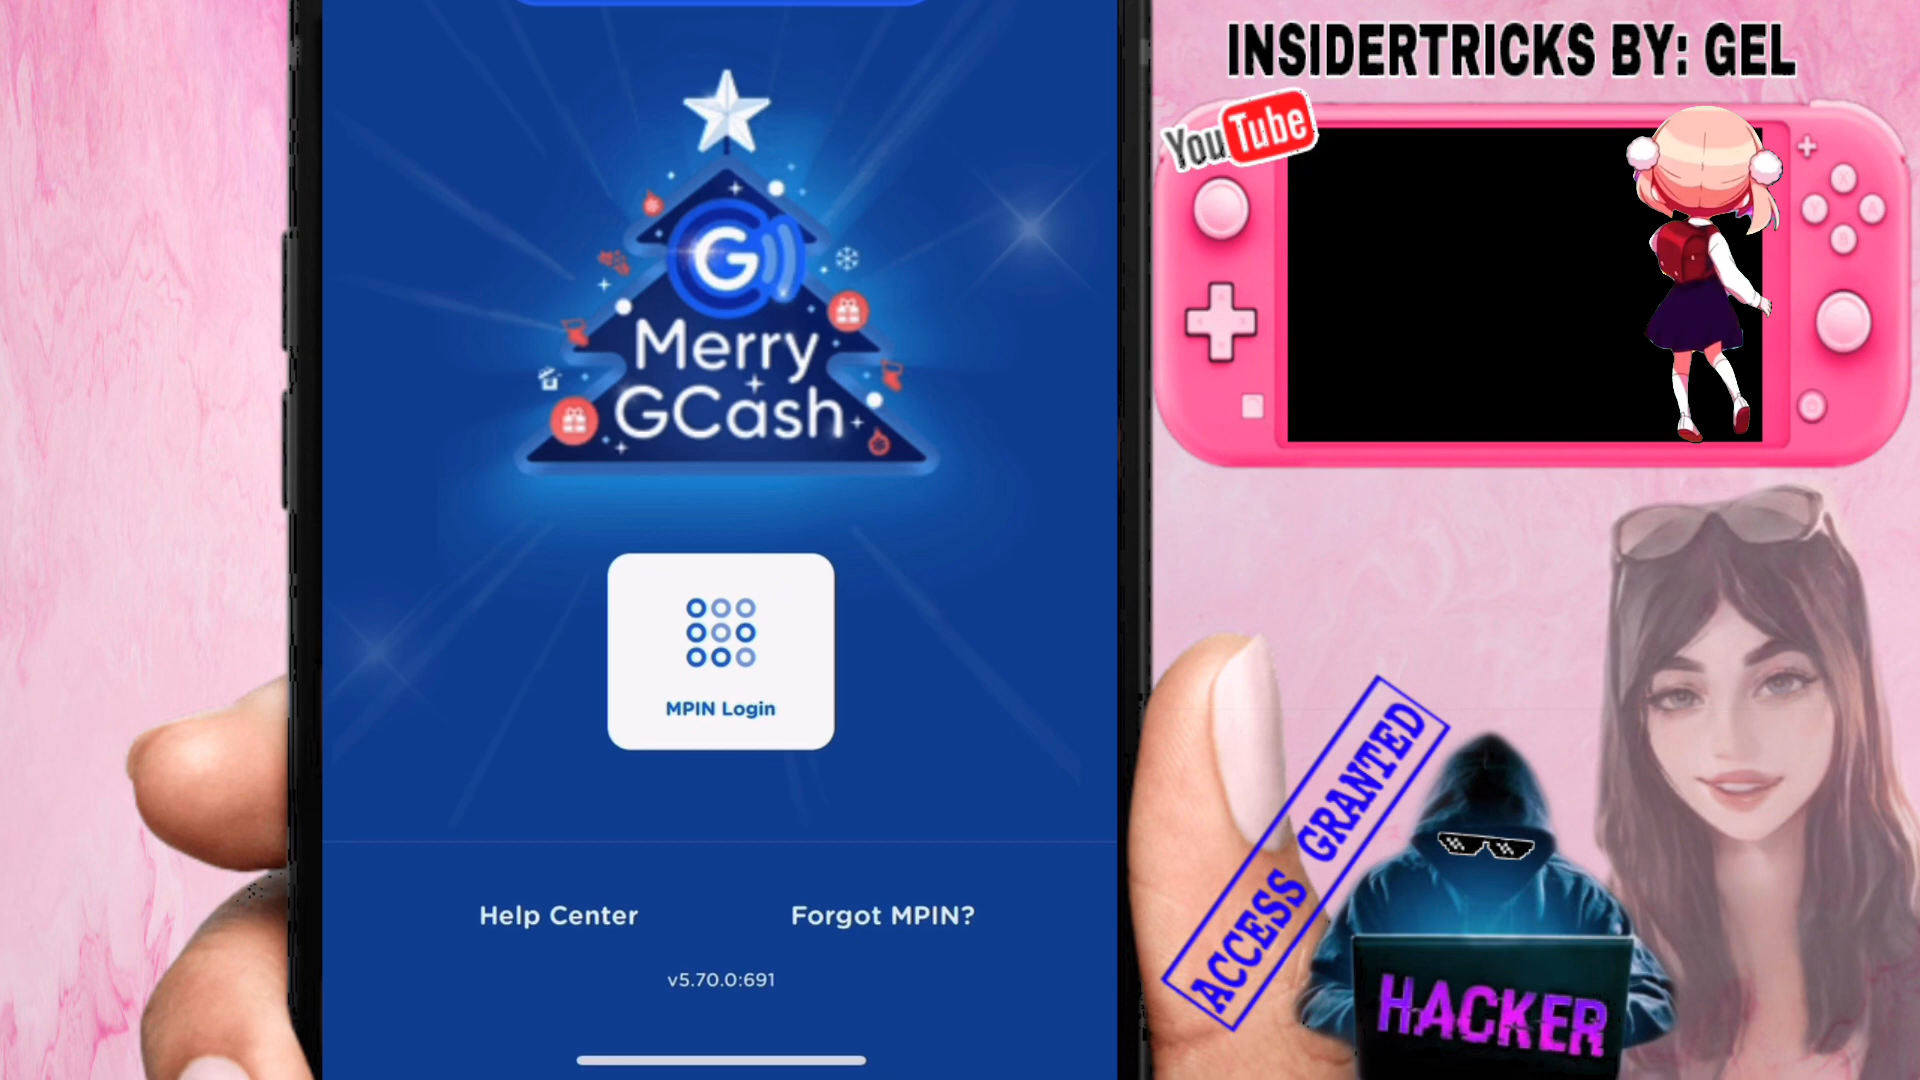 INSIDERTRICKS BY: GEL
YouTube
G
Merry
GCash
MPIN Login
Help Center
Forgot MPIN?
v5.70.0:691
ACCESS GRANTED
HACKER